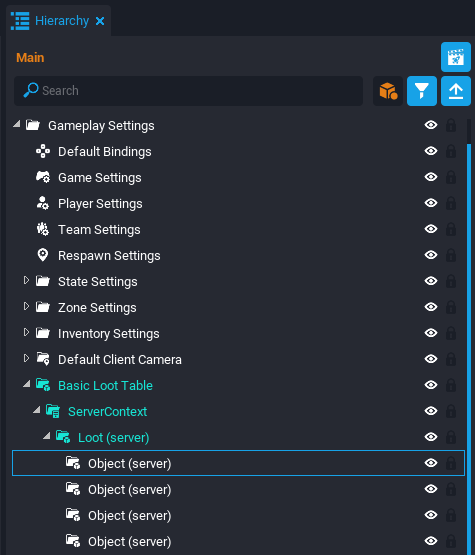 Hierarchy
Main
Search
Gameplay Settings
Default Bindings
Game Settings
Player Settings
Team Settings
Respawn Settings
State Settings
Zone Settings
Inventory Settings
Default Client Camera
Basic Loot Table
ServerContext
Loot (server)
Object (server)
Object (server)
Object (server)
Object (server)